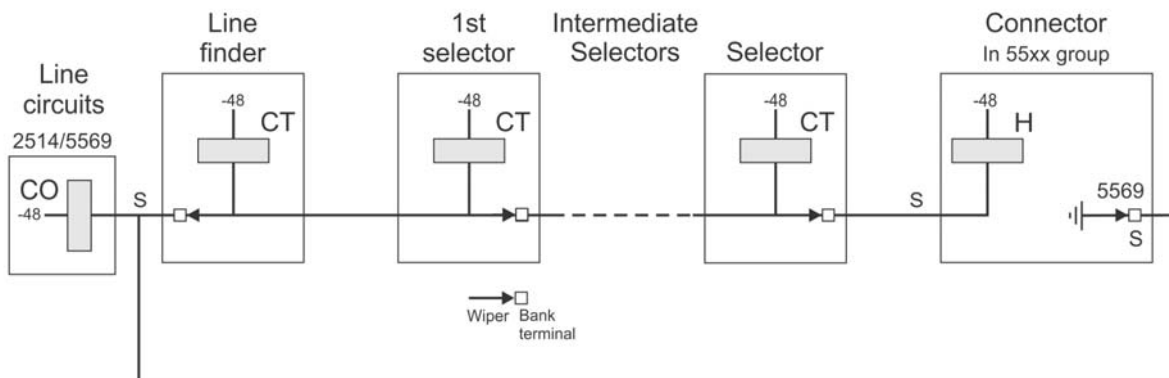 Line
circuits
2514/5569
CO
-48
S
Line
finder
-48
CT
1st
selector
-48
CT
Intermediate
Selectors
Selector
-48
CT
S
Connector
In 55xx group
-48
H
5569
S
Wiper
Bank
terminal